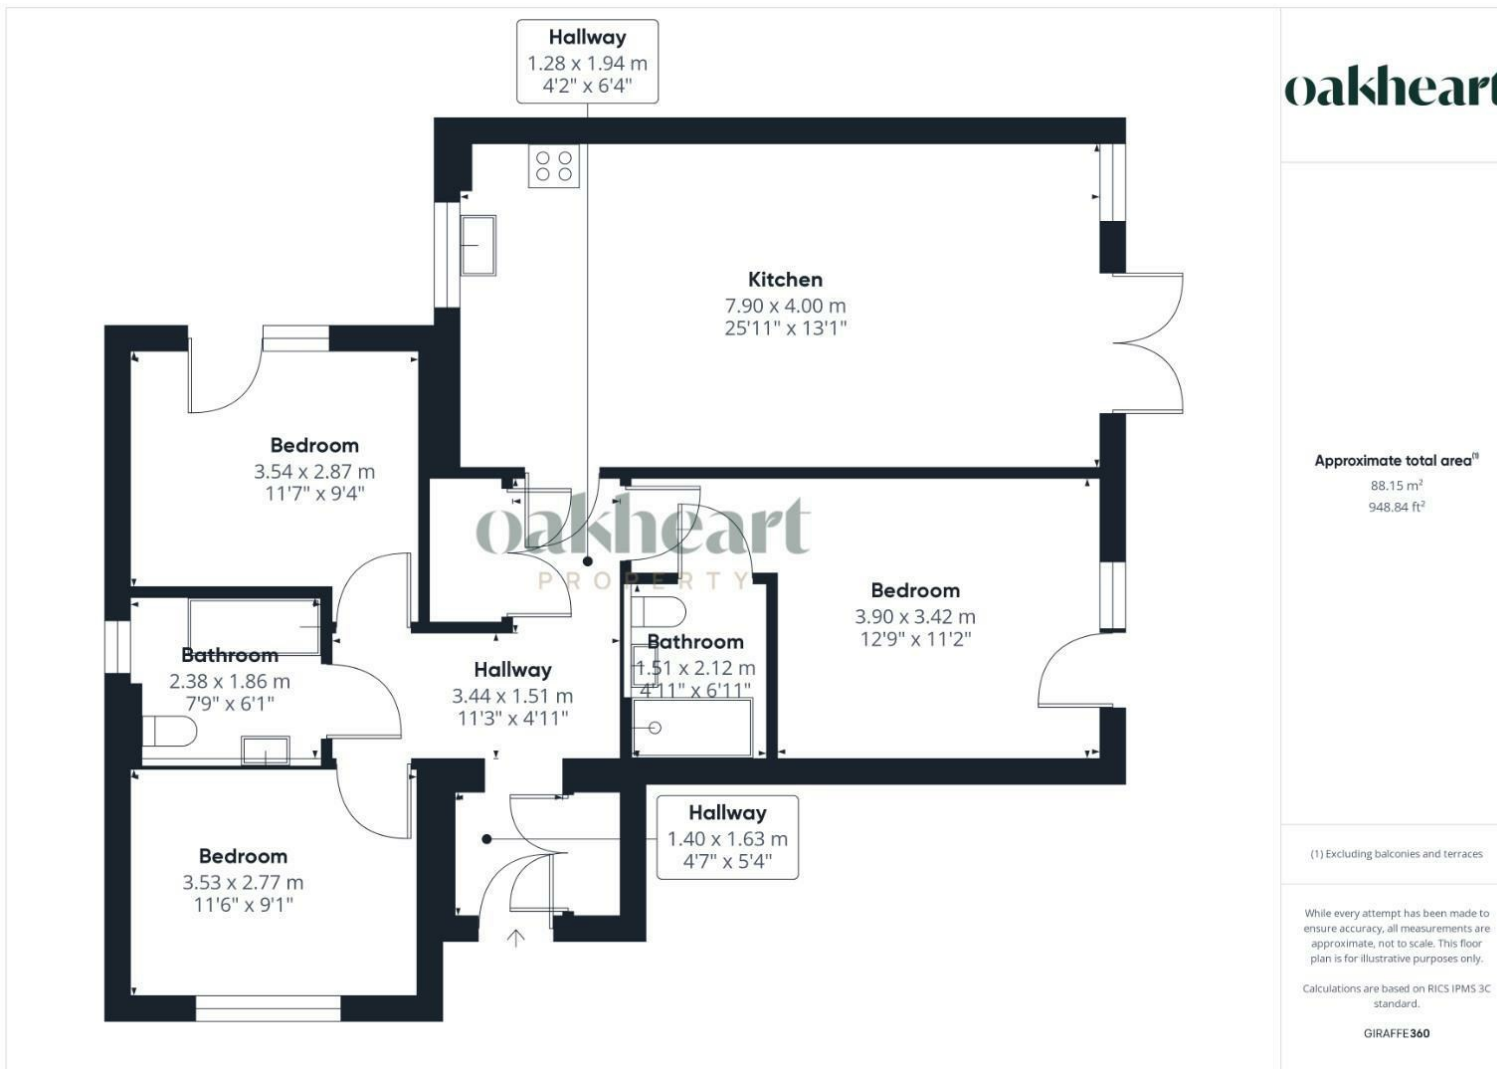 Hallway
1.28 x 1.94 m
4'2" x 6'4"
Kitchen
7.90 x 4.00 m
25'11" x 13'1"
Bedroom
3.54 x 2.87 m
11'7" x 9'4"
oakheart
PROPERTY
Bedroom
3.90 x 3.42 m
12'9" x 11'2"
Bathroom
1.51 x 2.12 m
4'11" x 6'11"
Bathroom
2.38 x 1.86 m
7'9" x 6'1"
Hallway
3.44 x 1.51 m
11'3" x 4'11"
Hallway
1.40 x 1.63 m
4'7" x 5'4"
Bedroom
3.53 x 2.77 m
11'6" x 9'1"
oakheart
Approximate total area(1)
88.15 m²
948.84 ft²
(1) Excluding balconies and terraces
While every attempt has been made to
ensure accuracy, all measurements are
approximate, not to scale. This floor
plan is for illustrative purposes only.
Calculations are based on RICS IPMS 3C
standard.
GIRAFFE360